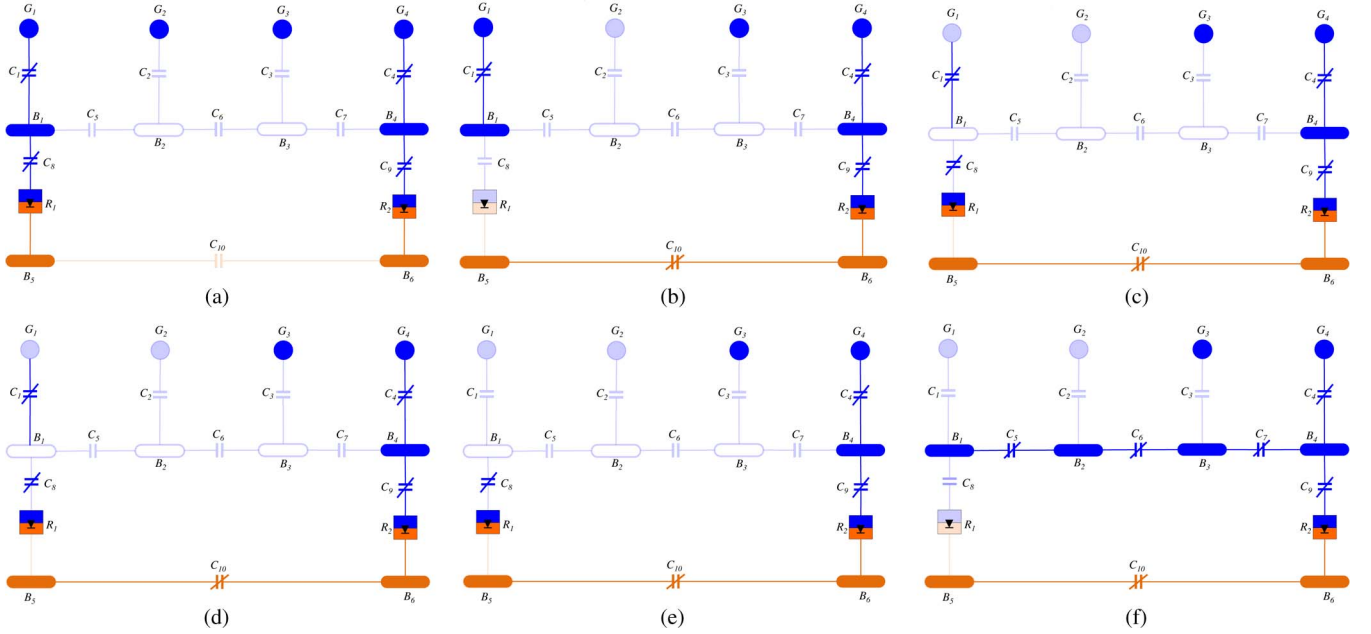 G1 G2 G3 G4 G1 G2 G3 G4 G1 G2 G3 G4
C1 C2 C3 C4 C1 C2 C3 C4 C1 C2 C3 C4
B1 C5 C6 C7 B4 B1 C5 C6 C7 B4 B1 C5 C6 C7 B4
B2 B3 B2 B3 B2 B3
C8 C9 C8 C9 C8 C9
R1 R2 R1 R2 R1 R2
C10 C10 C10
B5 B6 B5 B6 B5 B6
(a) (b) (c)
G1 G2 G3 G4 G1 G2 G3 G4 G1 G2 G3 G4
C1 C2 C3 C4 C1 C2 C3 C4 C1 C2 C3 C4
B1 C5 C6 C7 B4 B1 C5 C6 C7 B4 B1 C5 C6 C7 B4
B2 B3 B2 B3 B2 B3
C8 C9 C8 C9 C8 C9
R1 R2 R1 R2 R1 R2
C10 C10 C10
B5 B6 B5 B6 B5 B6
(d) (e) (f)